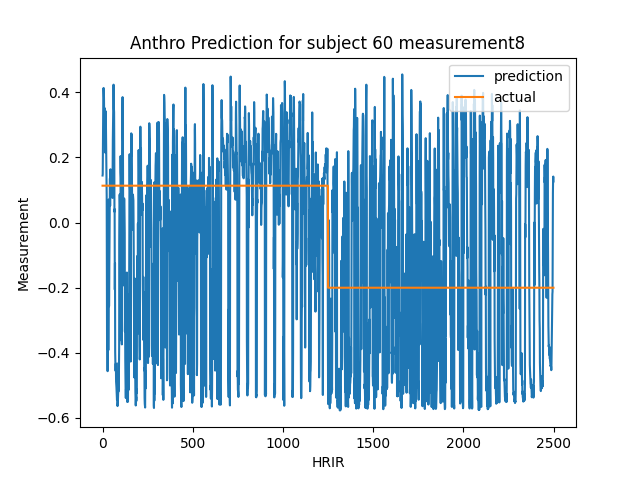 Anthro Prediction for subject 60 measurement8
prediction
actual
0.4
0.2
0.0
−0.2
−0.4
−0.6
Measurement
0
500
1000
1500
2000
2500
HRIR